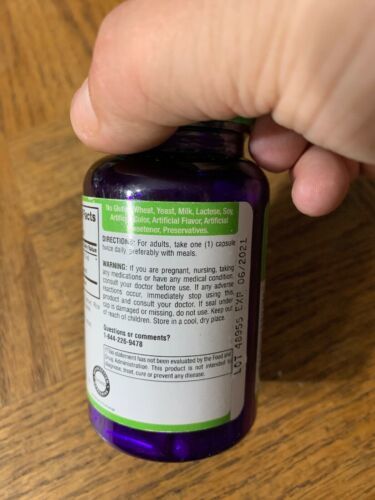 Facts
No Gluten, Wheat, Yeast, Milk, Lactose, Soy,
Artificial Color, Artificial Flavor, Artificial
Sweetener, Preservatives.
DIRECTIONS: For adults, take one (1) capsule
twice daily, preferably with meals.
WARNING: If you are pregnant, nursing, taking
any medications or have any medical condition,
consult your doctor before use. If any adverse
reactions occur, immediately stop using this
product and consult your doctor. If seal under
cap is damaged or missing, do not use. Keep out
of reach of children. Store in a cool, dry place.
Questions or comments?
1-844-226-9478
This statement has not been evaluated by the Food and
Drug Administration. This product is not intended to
diagnose, treat, cure or prevent any disease.
LOT 48955 EXP 06/2021